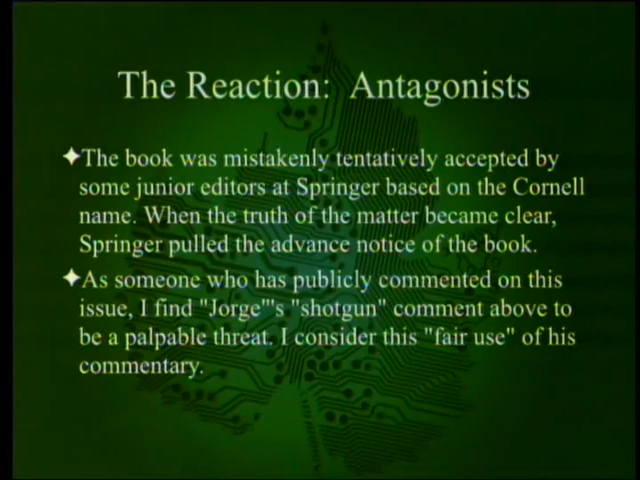 The Reaction: Antagonists
✦The book was mistakenly tentatively accepted by
some junior editors at Springer based on the Cornell
name. When the truth of the matter became clear,
Springer pulled the advance notice of the book.
✦As someone who has publicly commented on this
issue, I find "Jorge"'s "shotgun" comment above to
be a palpable threat. I consider this "fair use" of his
commentary.